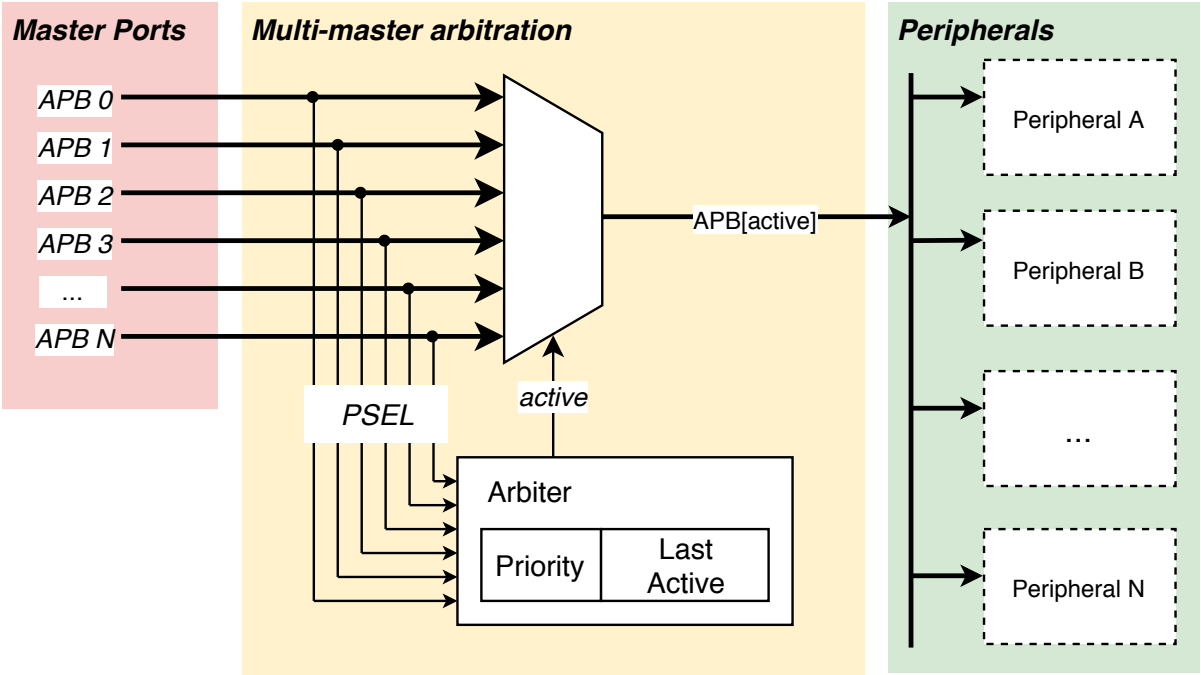 Master Ports
Multi-master arbitration
Peripherals
APB 0
APB 1
APB 2
APB 3
...
APB N
PSEL
active
APB[active]
Arbiter
Priority
Last
Active
Peripheral A
Peripheral B
...
Peripheral N